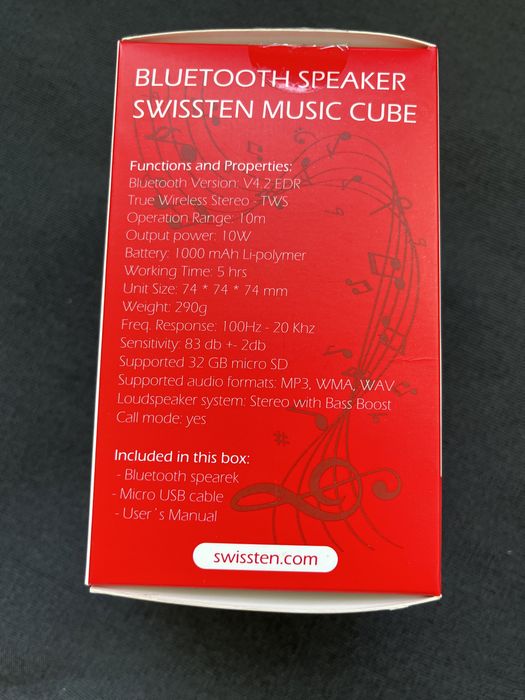 BLUETOOTH SPEAKER
SWISSTEN MUSIC CUBE
Functions and Properties:
Bluetooth Version: V4.2 EDR
True Wireless Stereo - TWS
Operation Range: 10m
Output power: 10W
Battery: 1000 mAh Li-polymer
Working Time: 5 hrs
Unit Size: 74 * 74 * 74 mm
Weight: 290g
Freq. Response: 100Hz - 20 Khz
Sensitivity: 83 db +- 2db
Supported 32 GB micro SD
Supported audio formats: MP3, WMA, WAV
Loudspeaker system: Stereo with Bass Boost
Call mode: yes
Included in this box:
- Bluetooth spearek
- Micro USB cable
- User´s Manual
swissten.com